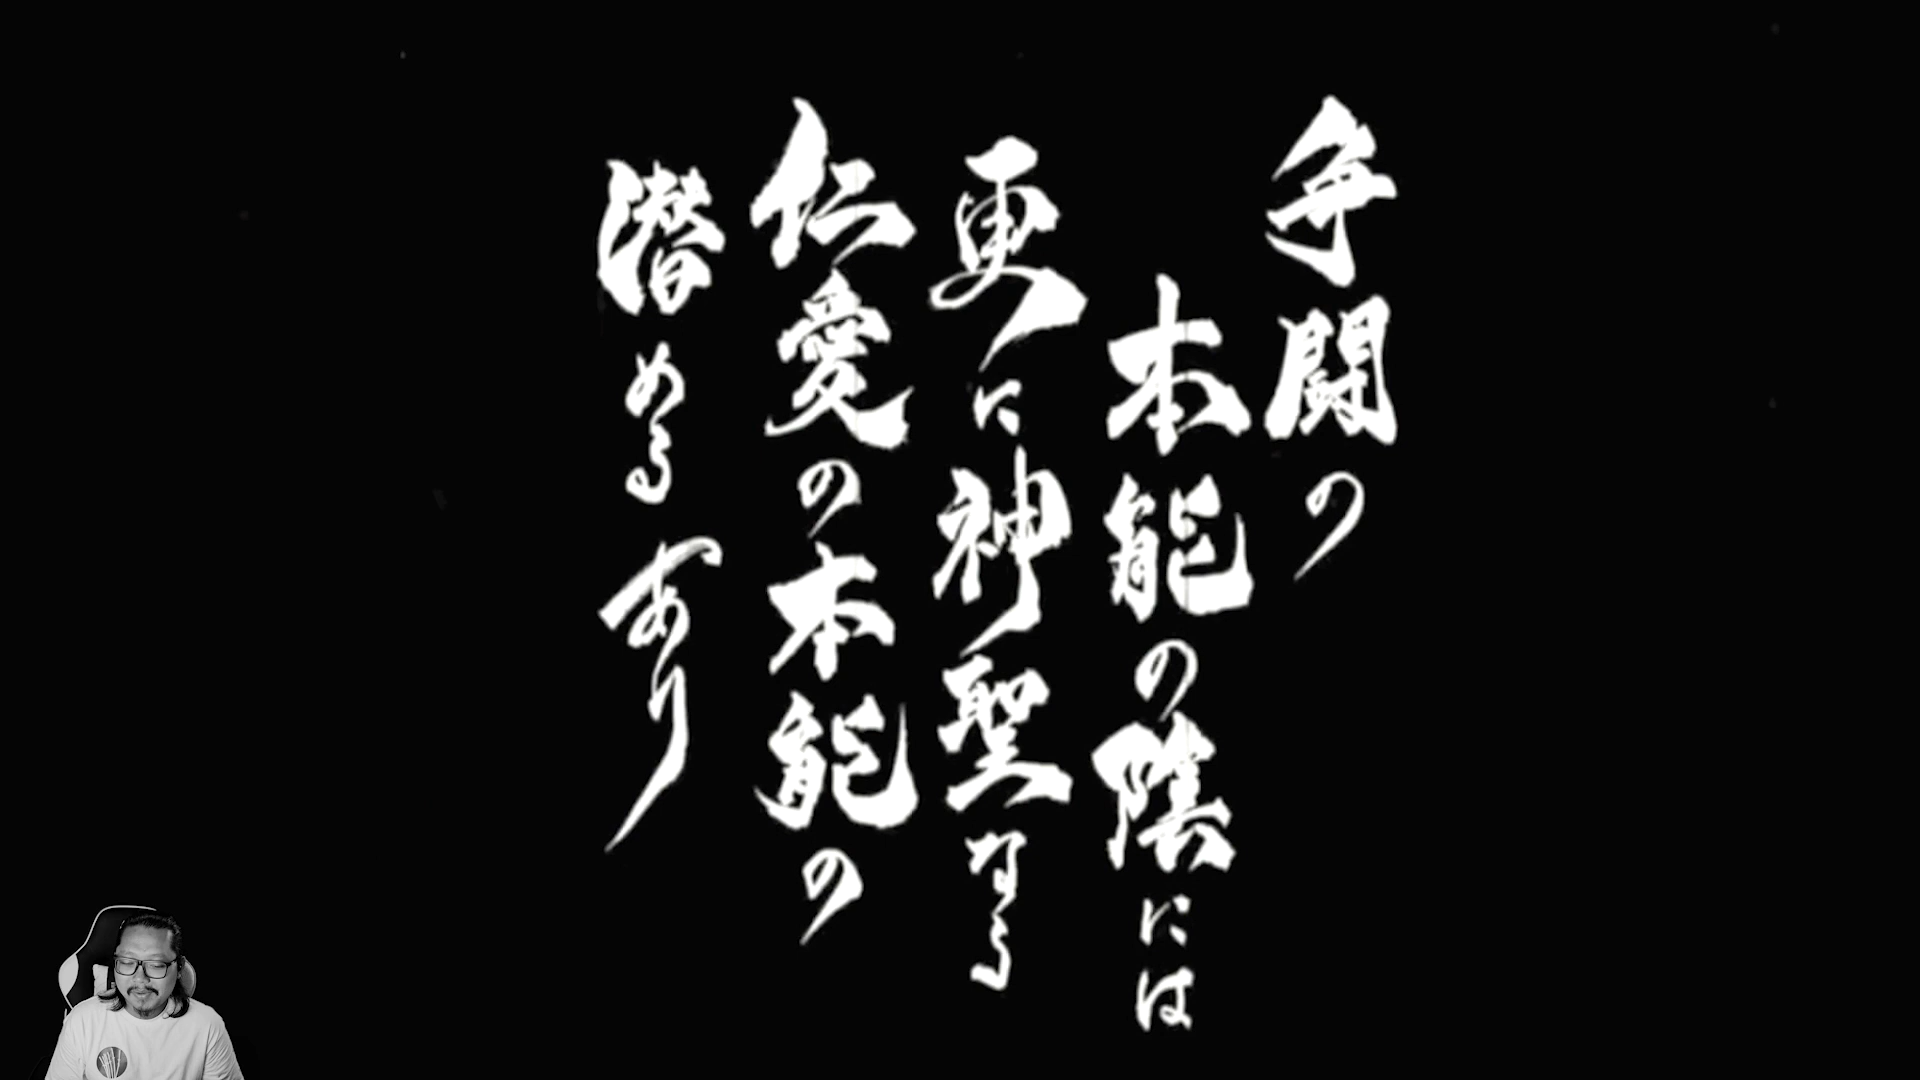 争闘の
本能の陰には
更に神聖なる
仁愛の本能の
潜めるあり